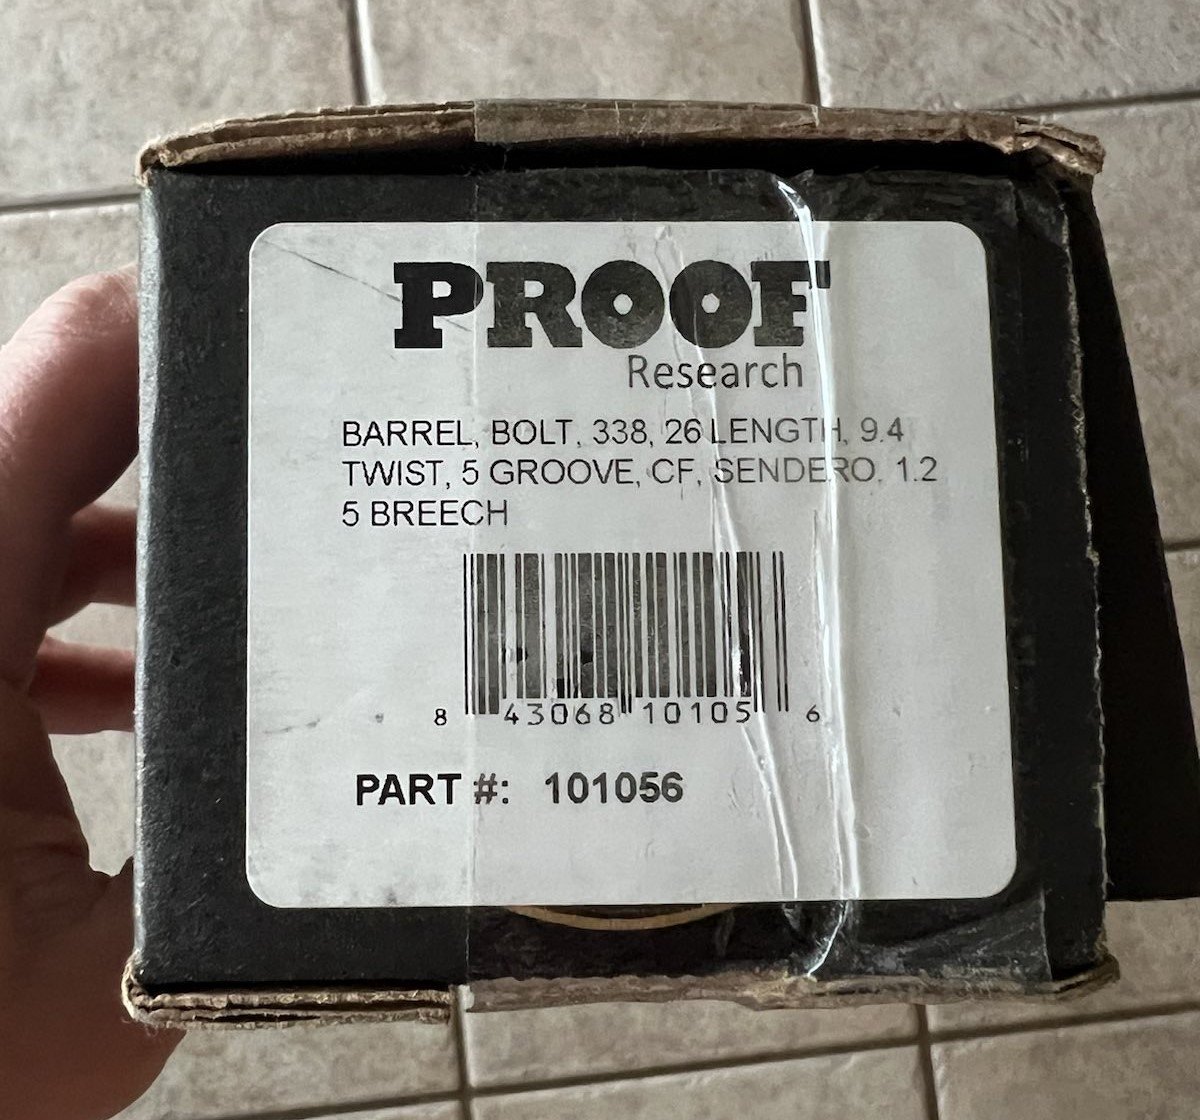 PROOF
Research
BARREL, BOLT, 338, 26 LENGTH, 9.4
TWIST, 5 GROOVE, CF, SENDERO, 1.2
5 BREECH
8 43068 10105 6
PART #: 101056